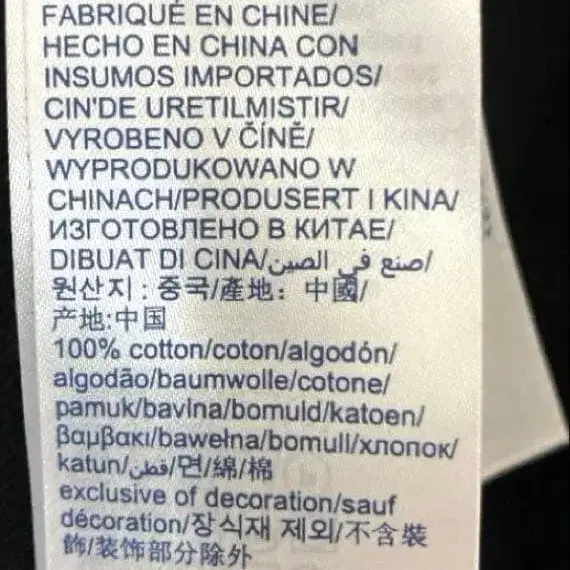 FABRIQUÉ EN CHINE/
HECHO EN CHINA CON
INSUMOS IMPORTADOS/
CIN'DE URETILMISTIR/
VYROBENO V ČÍNĚ/
WYPRODUKOWANO W
CHINACH/PRODUSERT I KINA/
ИЗГОТОВЛЕНО В КИТАЕ/
DIBUAT DI CINA/صنع في الصين/
원산지 : 중국/產地: 中國/
产地:中国
100% cotton/coton/algodón/
algodão/baumwolle/cotone/
pamuk/bavlna/bomuld/katoen/
βαμβακι/bawełna/bomull/хлопок/
katun/قطن/면/綿/棉
exclusive of decoration/sauf
décoration/장식재 제외/不含裝
飾/装饰部分除外